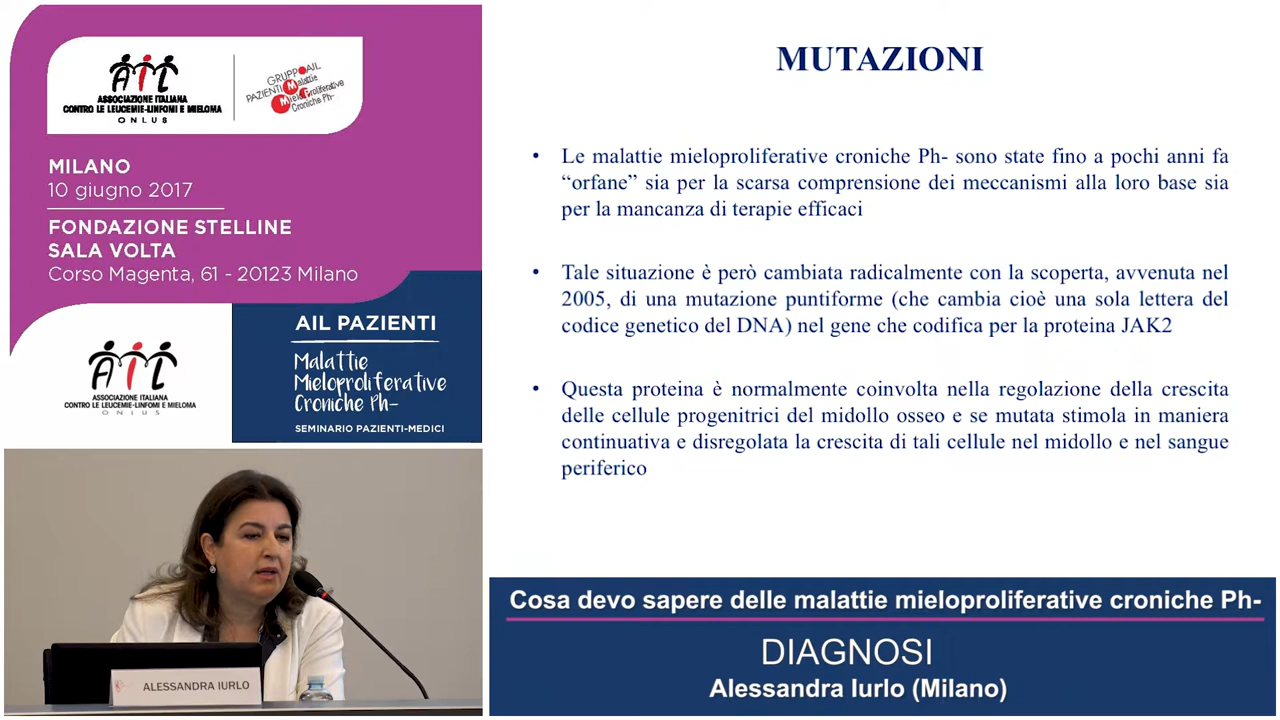 AIL
ASSOCIAZIONE ITALIANA
CONTRO LE LEUCEMIE-LINFOMI E MIELOMA
ONLUS
GRUPPO AIL
PAZIENTI Malattie
Mieloproliferative
Croniche Ph-
MILANO
10 giugno 2017
FONDAZIONE STELLINE
SALA VOLTA
Corso Magenta, 61 - 20123 Milano
AIL
ASSOCIAZIONE ITALIANA
CONTRO LE LEUCEMIE-LINFOMI E MIELOMA
ONLUS
AIL PAZIENTI
Malattie
Mieloproliferative
Croniche Ph-
SEMINARIO PAZIENTI-MEDICI
ALESSANDRA IURLO
MUTAZIONI
• Le malattie mieloproliferative croniche Ph- sono state fino a pochi anni fa
“orfane” sia per la scarsa comprensione dei meccanismi alla loro base sia
per la mancanza di terapie efficaci
• Tale situazione è però cambiata radicalmente con la scoperta, avvenuta nel
2005, di una mutazione puntiforme (che cambia cioè una sola lettera del
codice genetico del DNA) nel gene che codifica per la proteina JAK2
• Questa proteina è normalmente coinvolta nella regolazione della crescita
delle cellule progenitrici del midollo osseo e se mutata stimola in maniera
continuativa e disregolata la crescita di tali cellule nel midollo e nel sangue
periferico
Cosa devo sapere delle malattie mieloproliferative croniche Ph-
DIAGNOSI
Alessandra Iurlo (Milano)